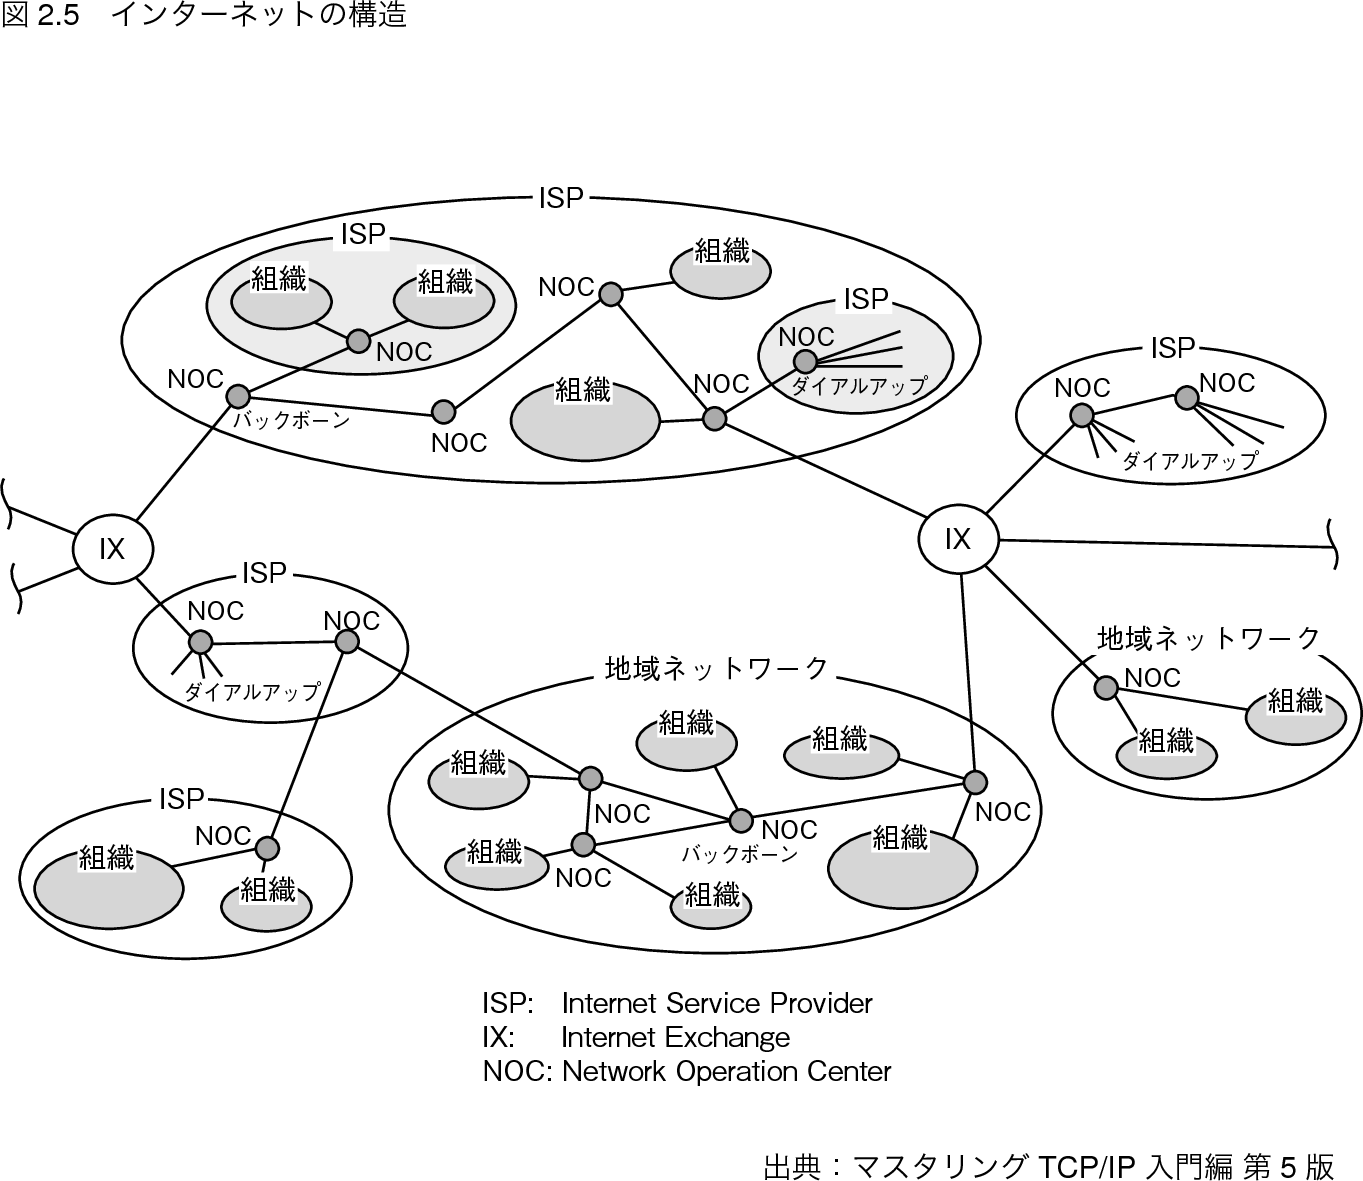 図 2.5　インターネットの構造
ISP
ISP
組織
組織
NOC
NOC
バックボーン
NOC
NOC
組織
組織
NOC
ISP
NOC
ダイアルアップ
ISP
NOC
NOC
ダイアルアップ
IX
IX
ISP
NOC
NOC
ダイアルアップ
地域ネットワーク
NOC
組織
組織
地域ネットワーク
組織
組織
組織
NOC
NOC
バックボーン
NOC
組織
NOC
組織
組織
ISP
NOC
組織
組織
ISP: Internet Service Provider
IX: Internet Exchange
NOC: Network Operation Center
出典：マスタリング TCP/IP 入門編 第 5 版